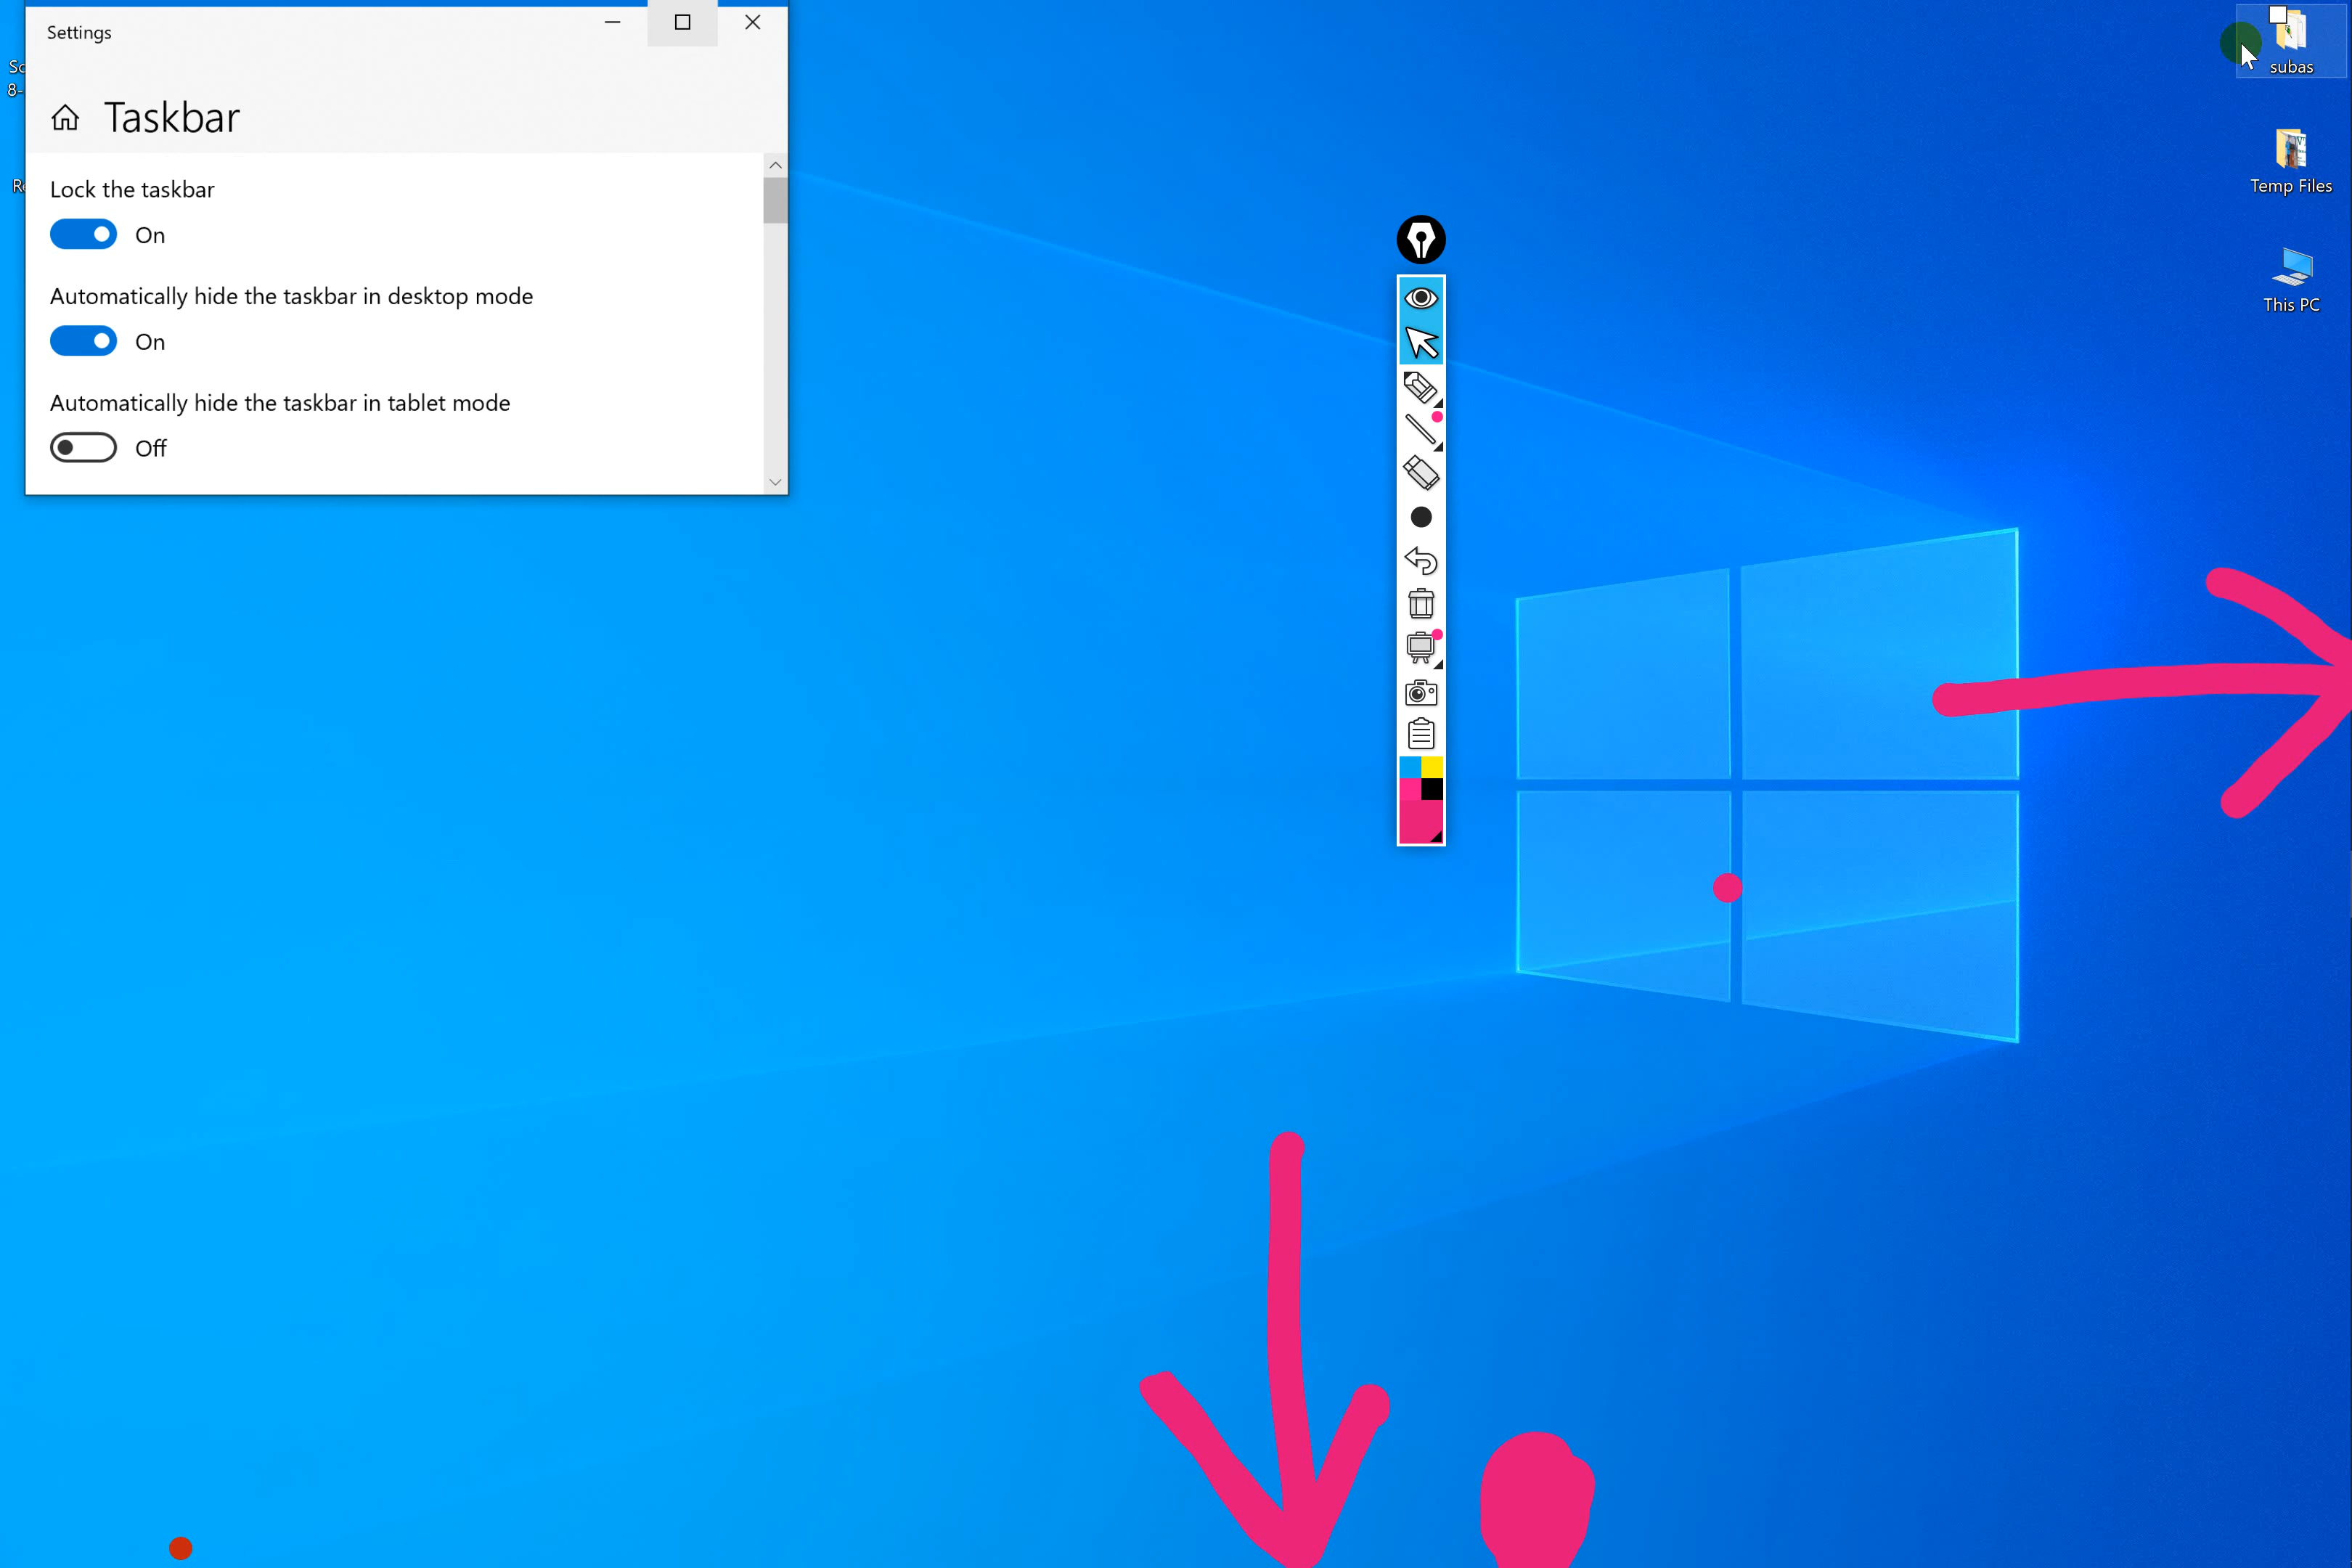 Settings
Taskbar
Lock the taskbar
On
Automatically hide the taskbar in desktop mode
On
Automatically hide the taskbar in tablet mode
Off
subas
Temp Files
This PC